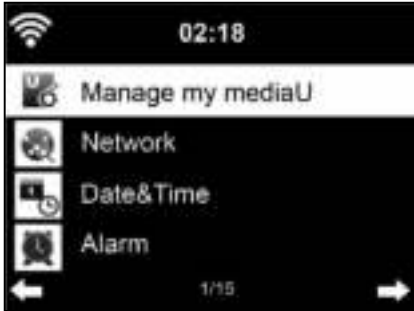 02:18
Manage my mediaU
Network
Date&Time
Alarm
1/15